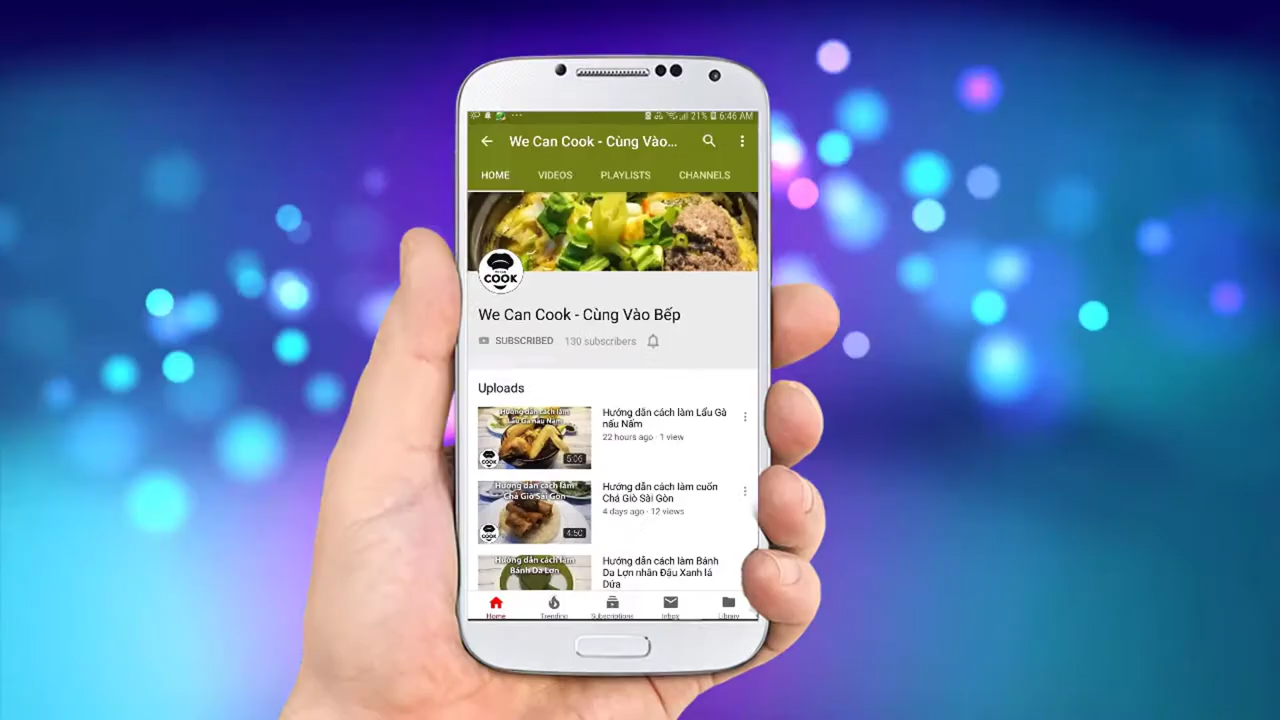 21% 6:46 AM
We Can Cook - Cùng Vào...
HOME VIDEOS PLAYLISTS CHANNELS
COOK
We Can Cook - Cùng Vào Bếp
SUBSCRIBED 130 subscribers
Uploads
Hướng dẫn cách làm
Lẩu Gà nấu Nấm
COOK
5:06
Hướng dẫn cách làm Lẩu Gà
nấu Nấm
22 hours ago · 1 view
Hướng dẫn cách làm
Chả Giò Sài Gòn
COOK
4:50
Hướng dẫn cách làm cuốn
Chả Giò Sài Gòn
4 days ago · 12 views
Hướng dẫn cách làm
Bánh Da Lợn
Hướng dẫn cách làm Bánh
Da Lợn nhân Đậu Xanh lá
Dứa
Home Trending Subscriptions Inbox Library